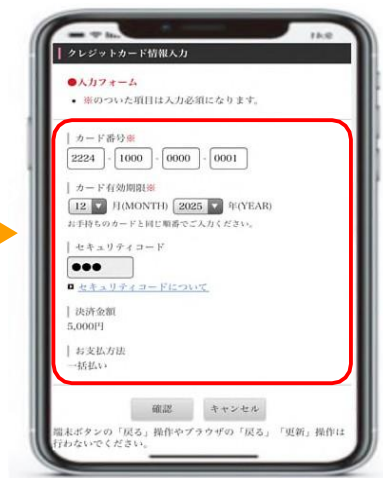 クレジットカード情報入力
●入力フォーム
• ※のついた項目は入力必須になります。
カード番号※
2224 - 1000 - 0000 - 0001
カード有効期限※
12 月(MONTH) 2025 年(YEAR)
お手持ちのカードと同じ順番でご入力ください。
セキュリティコード
●●●
セキュリティコードについて
決済金額
5,000円
お支払方法
一括払い
確認 キャンセル
端末ボタンの「戻る」操作やブラウザの「戻る」「更新」操作は
行わないでください。